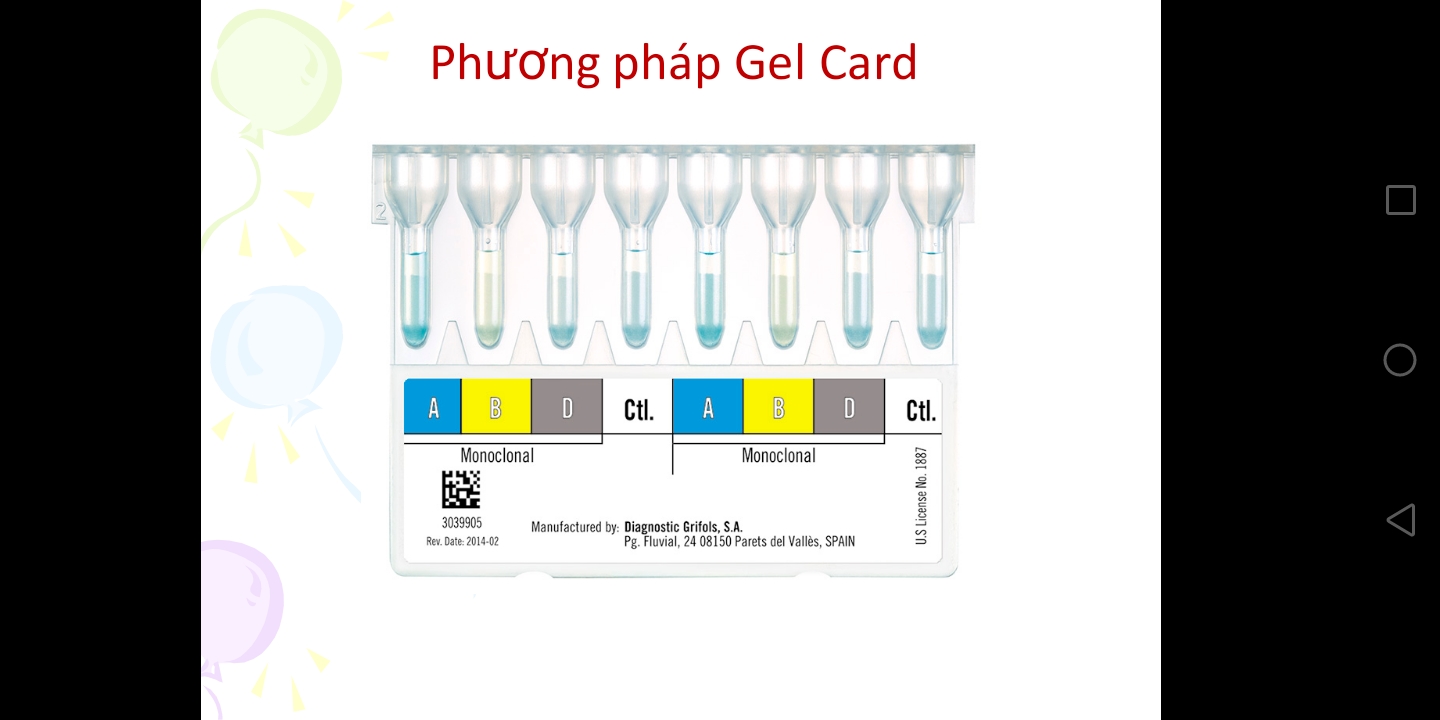 Phương pháp Gel Card
2
A B D Ctl. A B D Ctl.
Monoclonal Monoclonal
3039905
Rev. Date: 2014-02
Manufactured by: Diagnostic Grifols, S.A.
Pg. Fluvial, 24 08150 Parets del Vallès, SPAIN
U.S License No. 1887